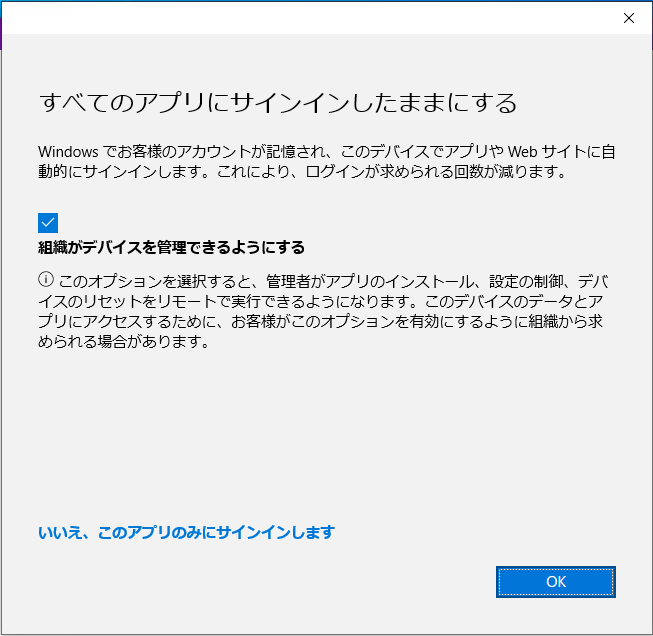 すべてのアプリにサインインしたままにする
Windows でお客様のアカウントが記憶され、このデバイスでアプリや Web サイトに自
動的にサインインします。これにより、ログインが求められる回数が減ります。
組織がデバイスを管理できるようにする
このオプションを選択すると、管理者がアプリのインストール、設定の制御、デバ
イスのリセットをリモートで実行できるようになります。このデバイスのデータとア
プリにアクセスするために、お客様がこのオプションを有効にするように組織から求
められる場合があります。
いいえ、このアプリのみにサインインします
OK